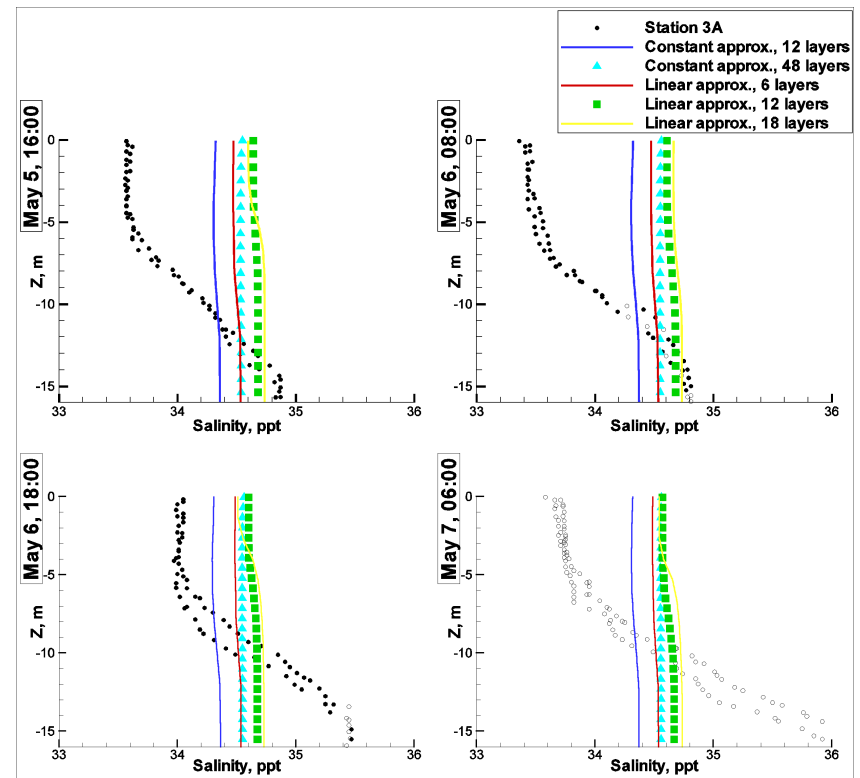 Station 3A
Constant approx., 12 layers
Constant approx., 48 layers
Linear approx., 6 layers
Linear approx., 12 layers
Linear approx., 18 layers
May 5, 16:00
Z, m
0
-5
-10
-15
33
34
35
36
Salinity, ppt
May 6, 08:00
Z, m
0
-5
-10
-15
33
34
35
36
Salinity, ppt
May 6, 18:00
Z, m
0
-5
-10
-15
33
34
35
36
Salinity, ppt
May 7, 06:00
Z, m
0
-5
-10
-15
33
34
35
36
Salinity, ppt